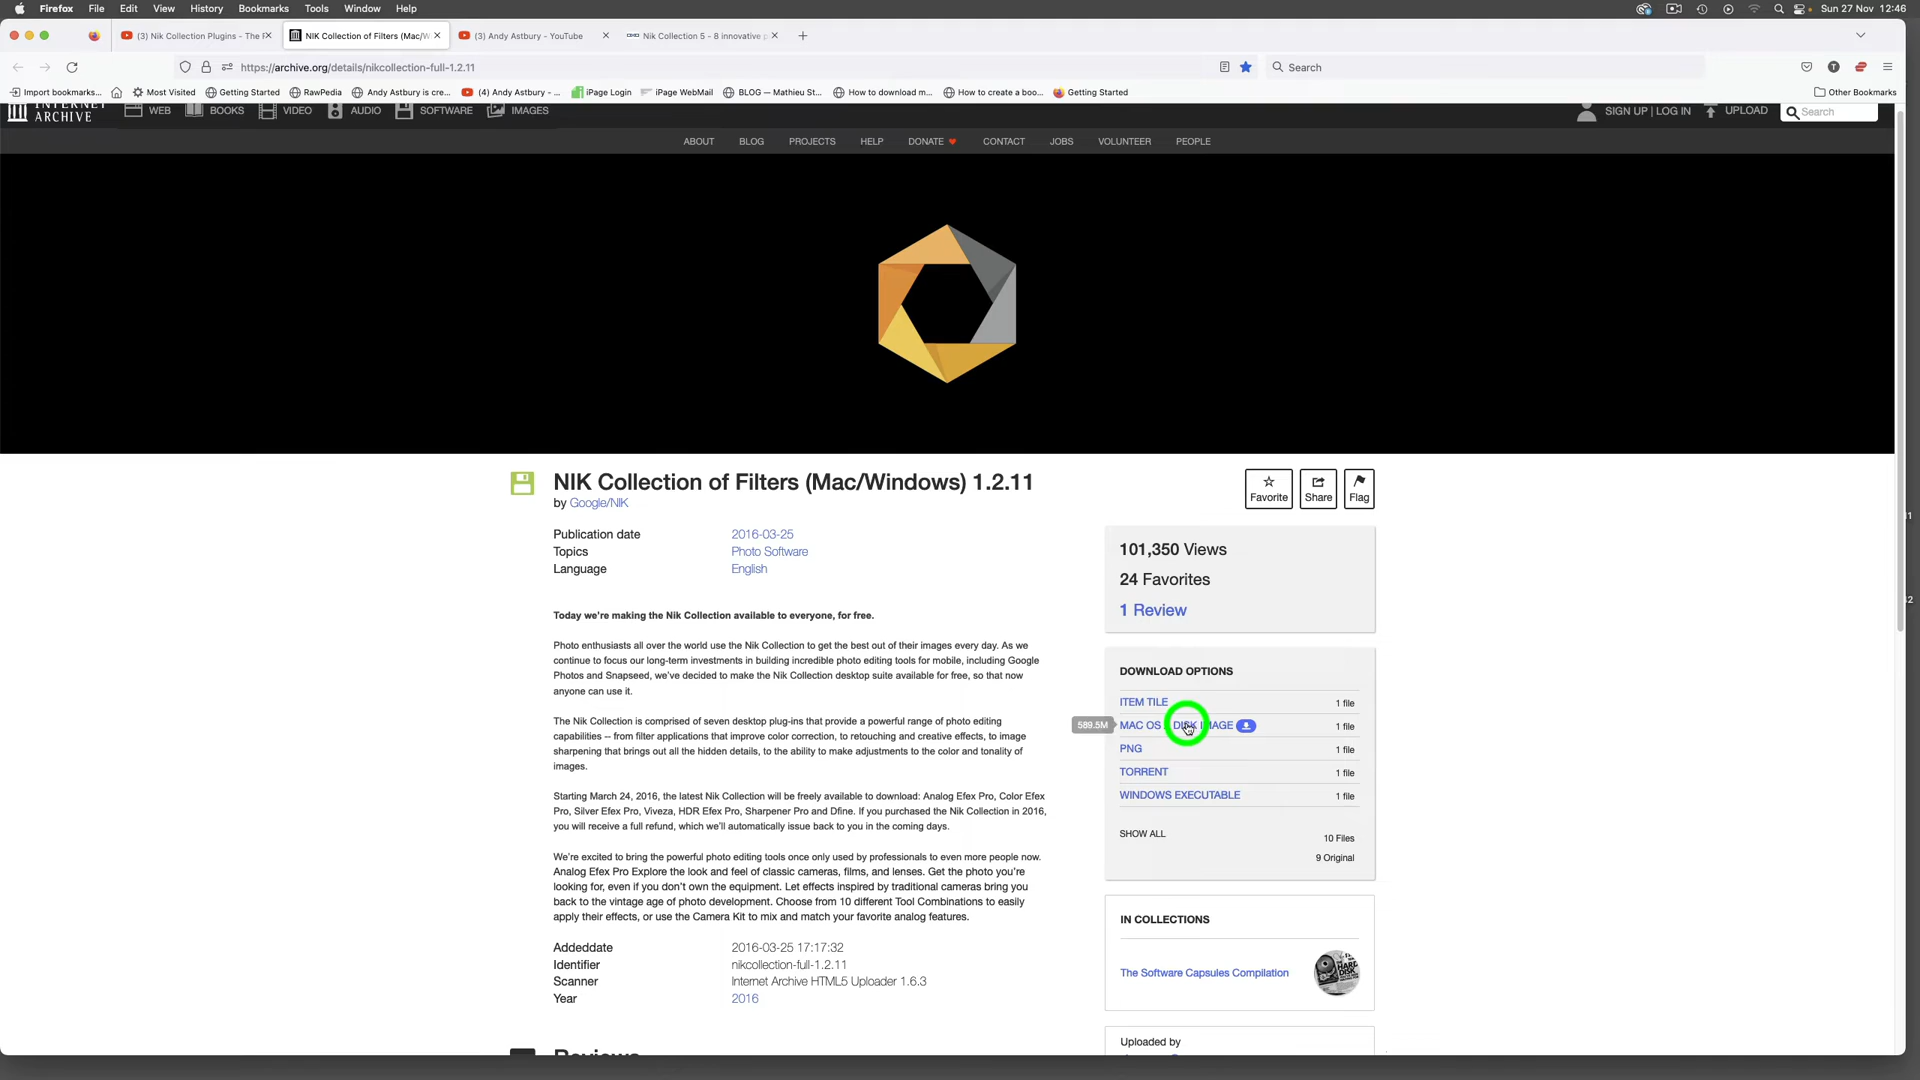 Firefox File Edit View History Bookmarks Tools Window Help Sun 27 Nov 12:46
(3) Nik Collection Plugins - The F NIK Collection of Filters (Mac/W (3) Andy Astbury - YouTube Nik Collection 5 - 8 innovative p
https://archive.org/details/nikcollection-full-1.2.11 Search
Import bookmarks... Most Visited Getting Started RawPedia Andy Astbury is cre... (4) Andy Astbury - ... iPage Login iPage WebMail BLOG — Mathieu St... How to download m... How to create a boo... Getting Started Other Bookmarks
INTERNET ARCHIVE WEB BOOKS VIDEO AUDIO SOFTWARE IMAGES SIGN UP | LOG IN UPLOAD Search
ABOUT BLOG PROJECTS HELP DONATE CONTACT JOBS VOLUNTEER PEOPLE
NIK Collection of Filters (Mac/Windows) 1.2.11
by Google/NIK
Favorite Share Flag
Publication date 2016-03-25
Topics Photo Software
Language English
Today we're making the Nik Collection available to everyone, for free.
Photo enthusiasts all over the world use the Nik Collection to get the best out of their images every day. As we
continue to focus our long-term investments in building incredible photo editing tools for mobile, including Google
Photos and Snapseed, we've decided to make the Nik Collection desktop suite available for free, so that now
anyone can use it.
The Nik Collection is comprised of seven desktop plug-ins that provide a powerful range of photo editing
capabilities -- from filter applications that improve color correction, to retouching and creative effects, to image
sharpening that brings out all the hidden details, to the ability to make adjustments to the color and tonality of
images.
Starting March 24, 2016, the latest Nik Collection will be freely available to download: Analog Efex Pro, Color Efex
Pro, Silver Efex Pro, Viveza, HDR Efex Pro, Sharpener Pro and Dfine. If you purchased the Nik Collection in 2016,
you will receive a full refund, which we'll automatically issue back to you in the coming days.
We're excited to bring the powerful photo editing tools once only used by professionals to even more people now.
Analog Efex Pro Explore the look and feel of classic cameras, films, and lenses. Get the photo you're
looking for, even if you don't own the equipment. Let effects inspired by traditional cameras bring you
back to the vintage age of photo development. Choose from 10 different Tool Combinations to easily
apply their effects, or use the Camera Kit to mix and match your favorite analog features.
Addeddate 2016-03-25 17:17:32
Identifier nikcollection-full-1.2.11
Scanner Internet Archive HTML5 Uploader 1.6.3
Year 2016
Reviews
101,350 Views
24 Favorites
1 Review
DOWNLOAD OPTIONS
ITEM TILE 1 file
589.5M MAC OS X DISK IMAGE 1 file
PNG 1 file
TORRENT 1 file
WINDOWS EXECUTABLE 1 file
SHOW ALL 10 Files
9 Original
IN COLLECTIONS
The Software Capsules Compilation
Uploaded by